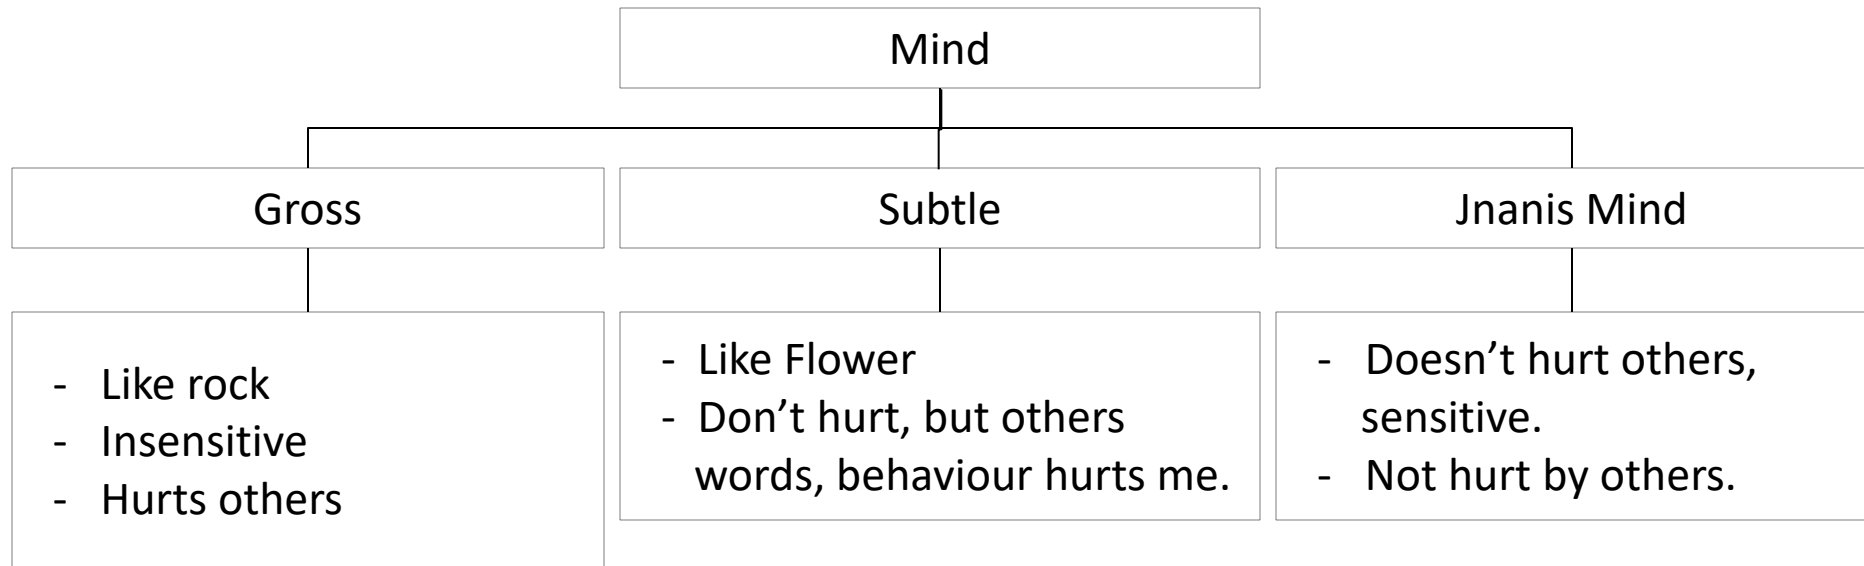 Mind
Gross
Subtle
Jnanis Mind
- Like rock
- Insensitive
- Hurts others
- Like Flower
- Don’t hurt, but others
words, behaviour hurts me.
- Doesn’t hurt others,
sensitive.
- Not hurt by others.